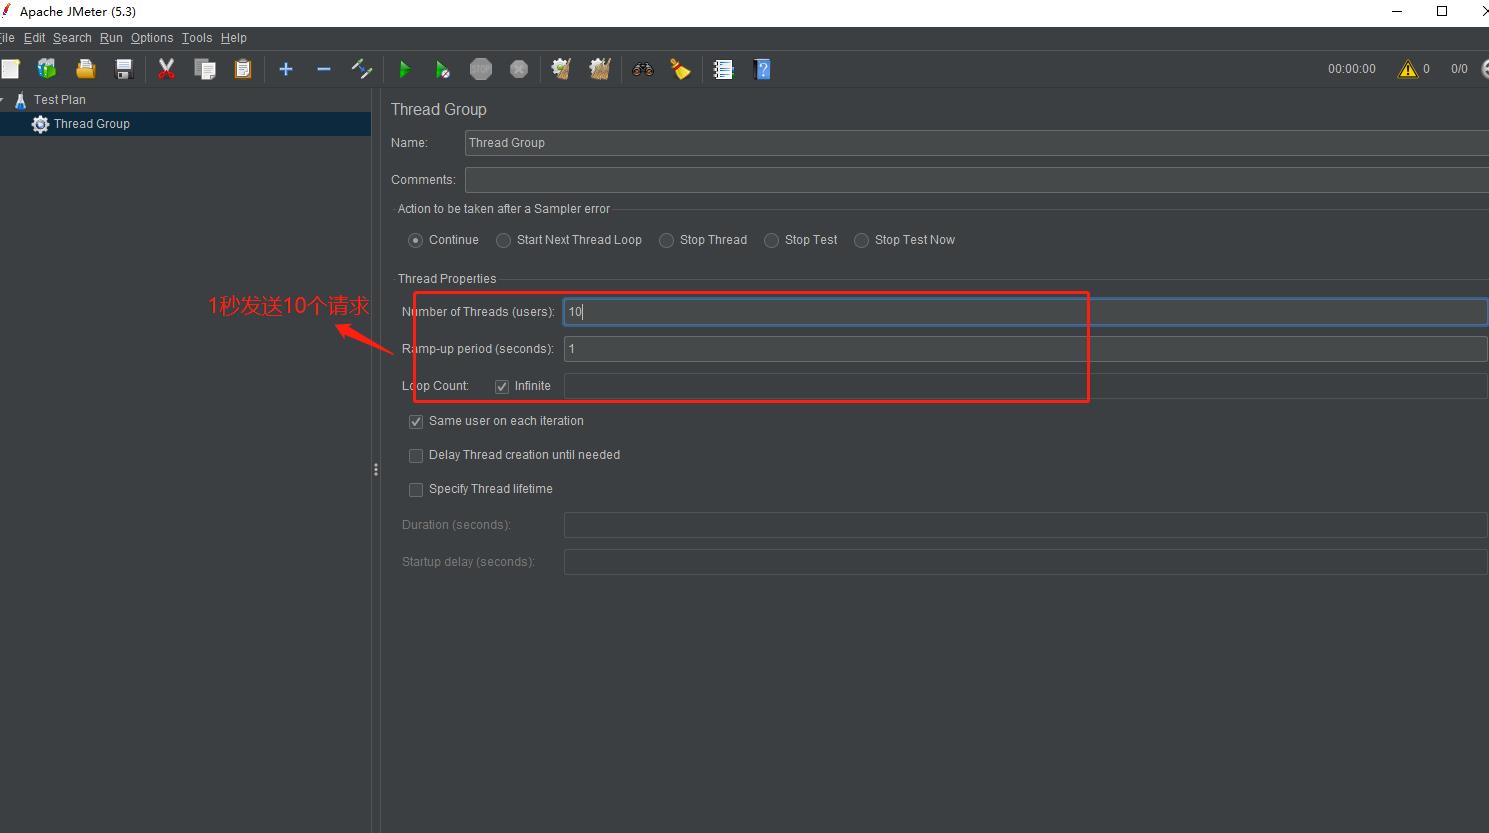 Apache JMeter (5.3)
File Edit Search Run Options Tools Help
STOP
00:00:00 0 0/0
Test Plan
Thread Group
Thread Group
Name: Thread Group
Comments:
Action to be taken after a Sampler error
Continue Start Next Thread Loop Stop Thread Stop Test Stop Test Now
Thread Properties
1秒发送10个请求
Number of Threads (users): 10
Ramp-up period (seconds): 1
Loop Count: Infinite
Same user on each iteration
Delay Thread creation until needed
Specify Thread lifetime
Duration (seconds):
Startup delay (seconds):